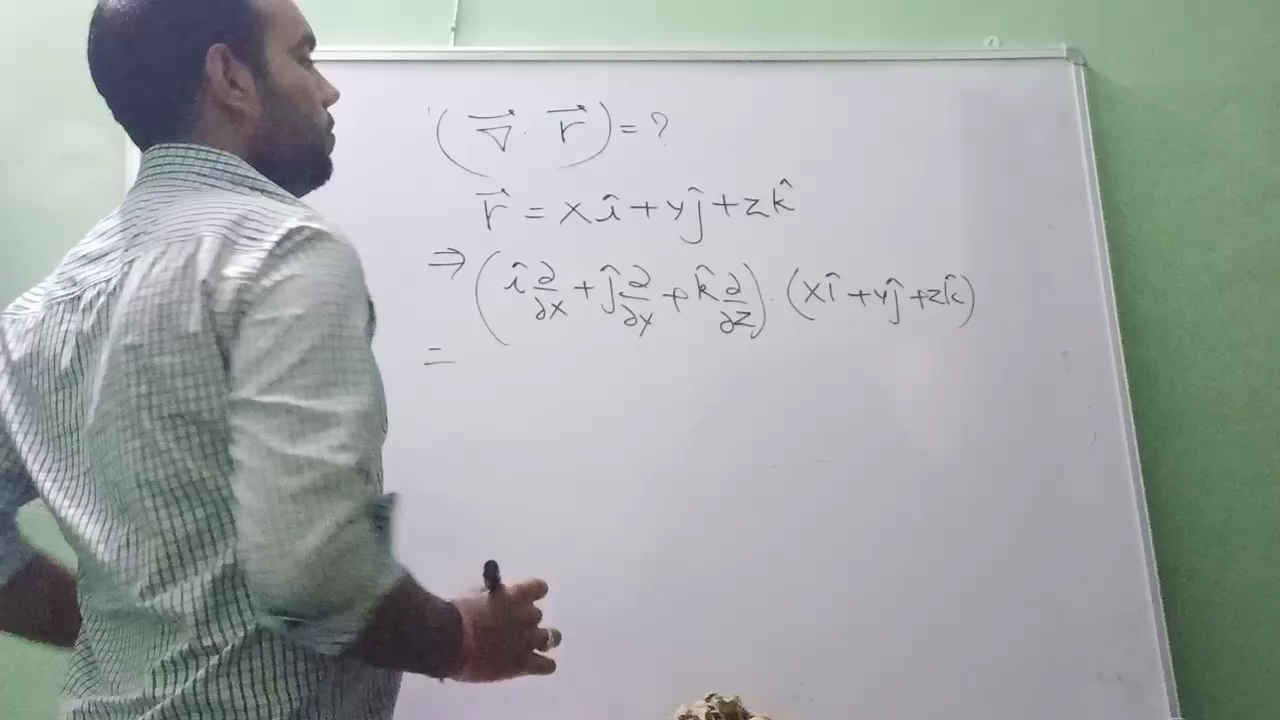 (∇⃗ · r⃗) = ?
r⃗ = xî + yĵ + zk̂
⇒ (î ∂/∂x + ĵ ∂/∂y + k̂ ∂/∂z) · (xî + yĵ + zk̂)
=